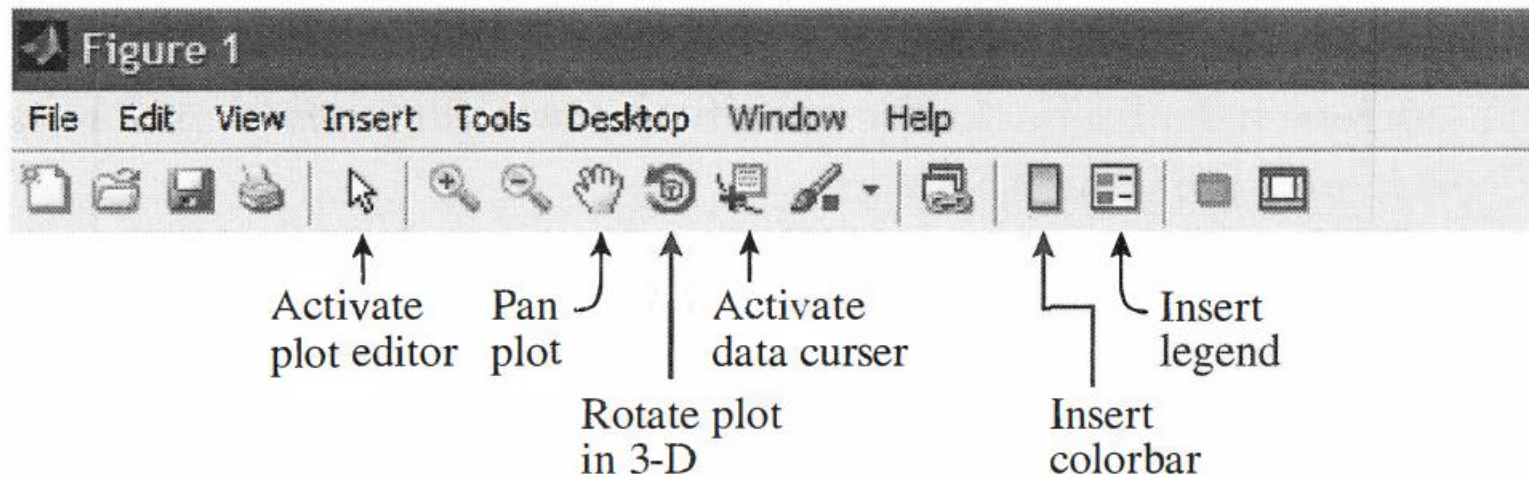 Figure 1
File Edit View Insert Tools Desktop Window Help
Activate
plot editor
Pan
plot
Activate
data curser
Insert
legend
Rotate plot
in 3-D
Insert
colorbar